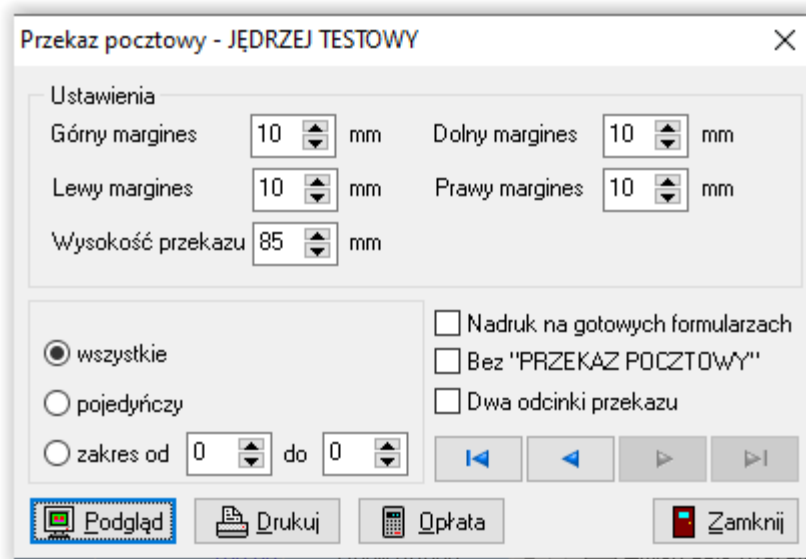 Przekaz pocztowy - JĘDRZEJ TESTOWY
Ustawienia
Górny margines 10 mm Dolny margines 10 mm
Lewy margines 10 mm Prawy margines 10 mm
Wysokość przekazu 85 mm
Nadruk na gotowych formularzach
wszystkie
Bez "PRZEKAZ POCZTOWY"
pojedyńczy
Dwa odcinki przekazu
zakres od 0 do 0
Podgląd Drukuj Opłata Zamknij